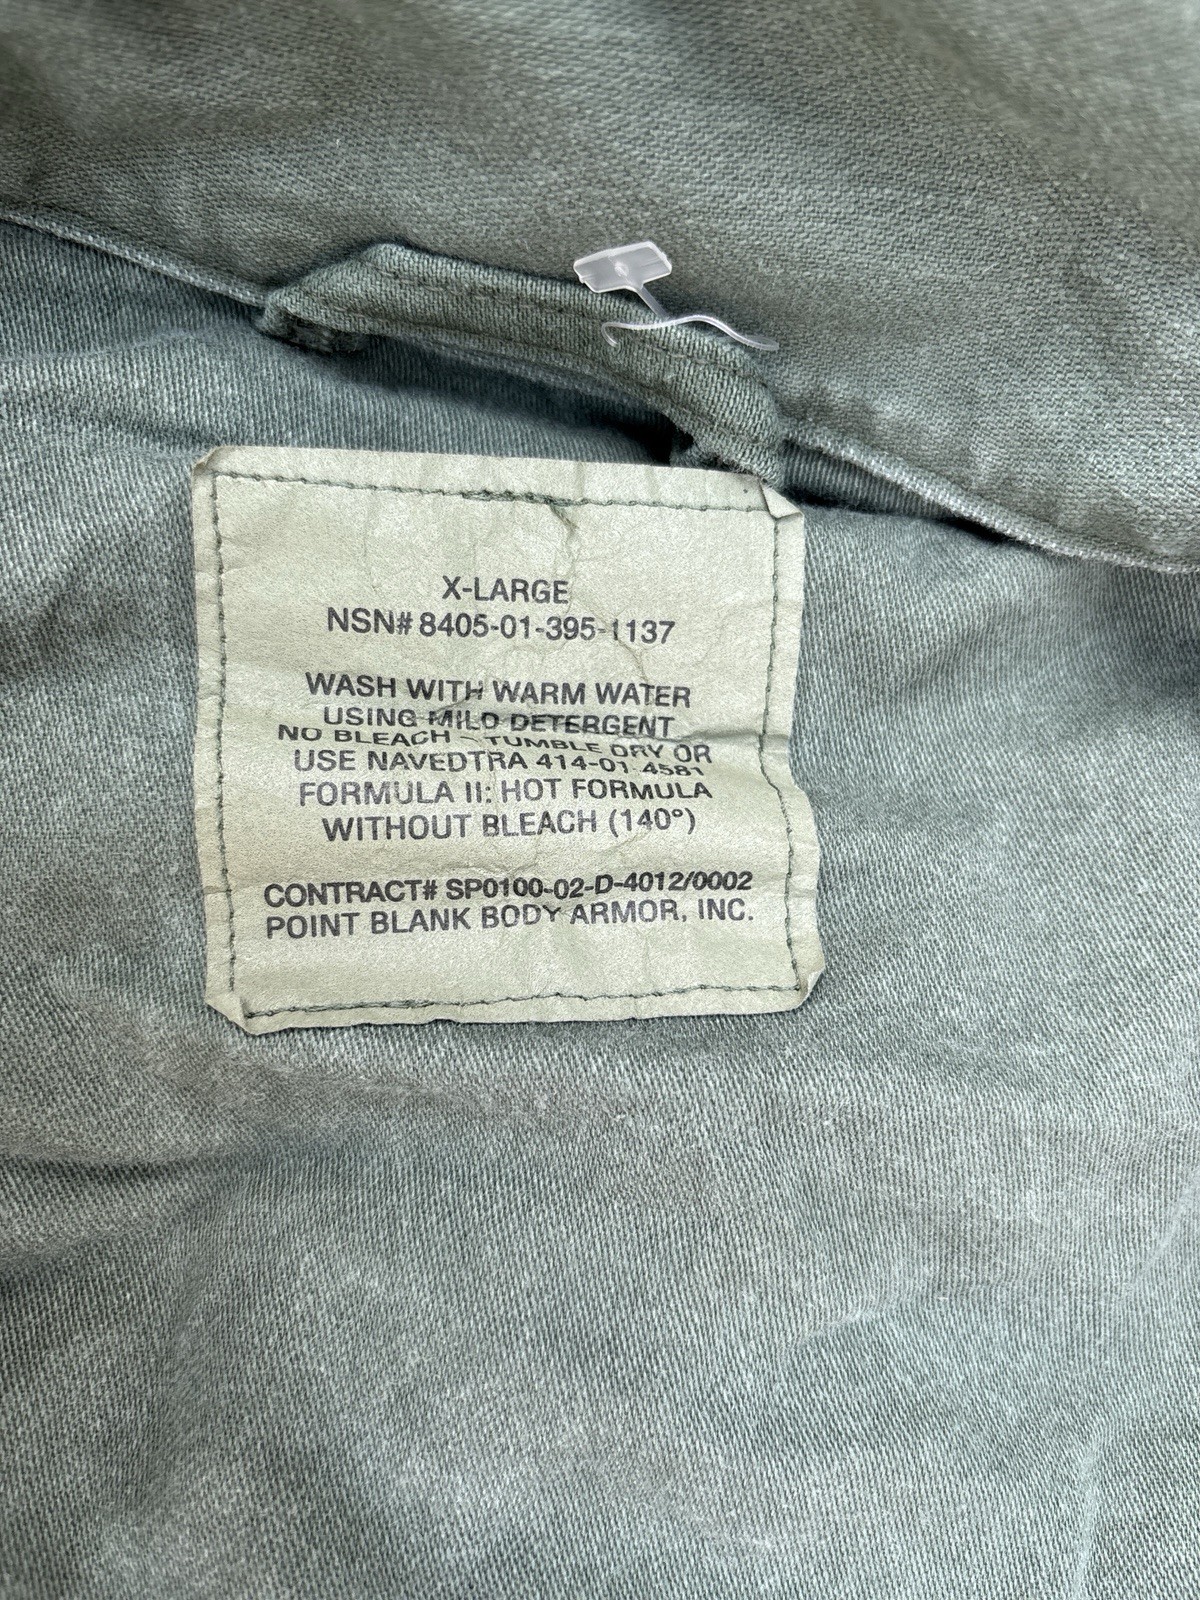 X-LARGE
NSN# 8405-01-395-1137
WASH WITH WARM WATER
USING MILD DETERGENT
NO BLEACH - TUMBLE DRY OR
USE NAVEDTRA 414-01-4581
FORMULA II: HOT FORMULA
WITHOUT BLEACH (140°)
CONTRACT# SP0100-02-D-4012/0002
POINT BLANK BODY ARMOR, INC.